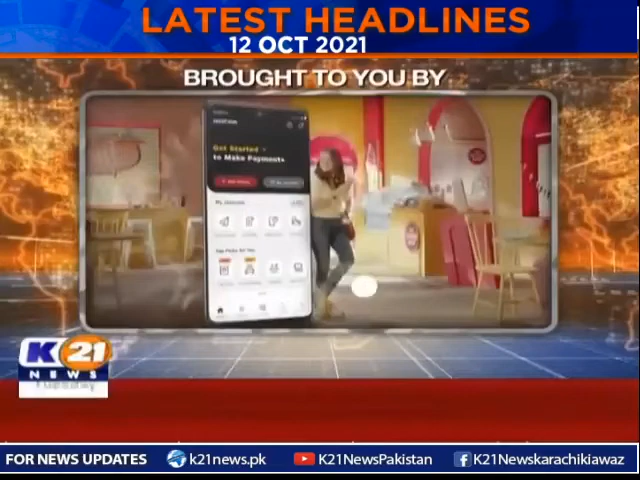 LATEST HEADLINES
12 OCT 2021
BROUGHT TO YOU BY
Get Started
to Make Payments
K21
NEWS
Tuesday
FOR NEWS UPDATES k21news.pk K21NewsPakistan K21Newskarachikiawaz